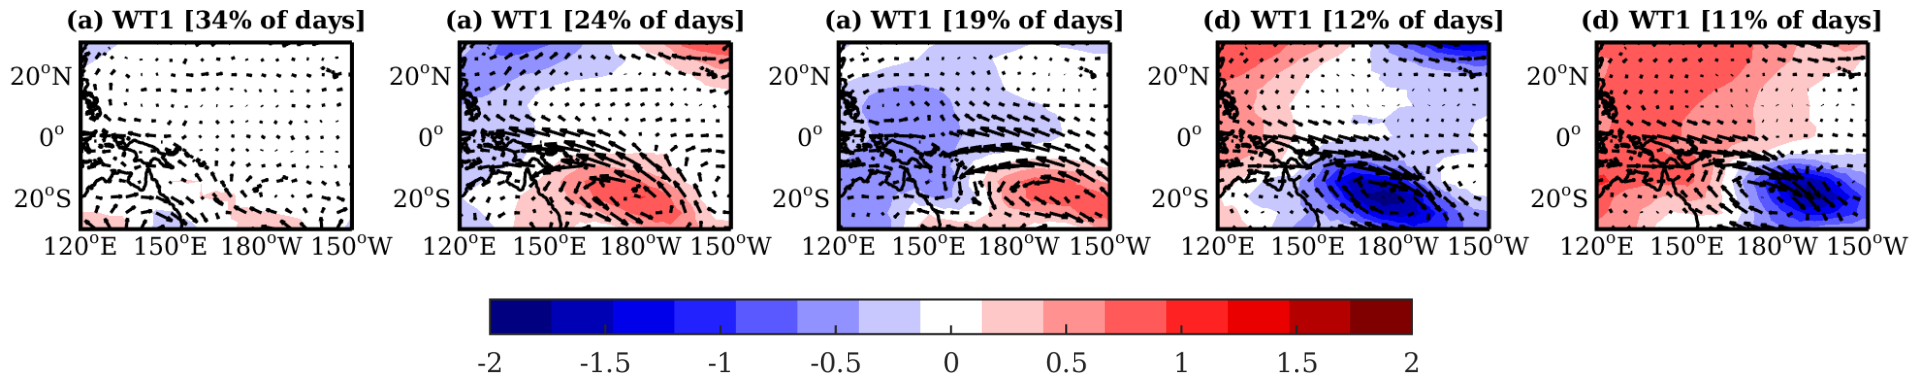 (a) WT1 [34% of days] (a) WT1 [24% of days] (a) WT1 [19% of days] (d) WT1 [12% of days] (d) WT1 [11% of days]
20°N 20°N 20°N 20°N 20°N
0° 0° 0° 0° 0°
20°S 20°S 20°S 20°S 20°S
120°E 150°E 180°W 150°W 120°E 150°E 180°W 150°W 120°E 150°E 180°W 150°W 120°E 150°E 180°W 150°W 120°E 150°E 180°W 150°W
-2 -1.5 -1 -0.5 0 0.5 1 1.5 2